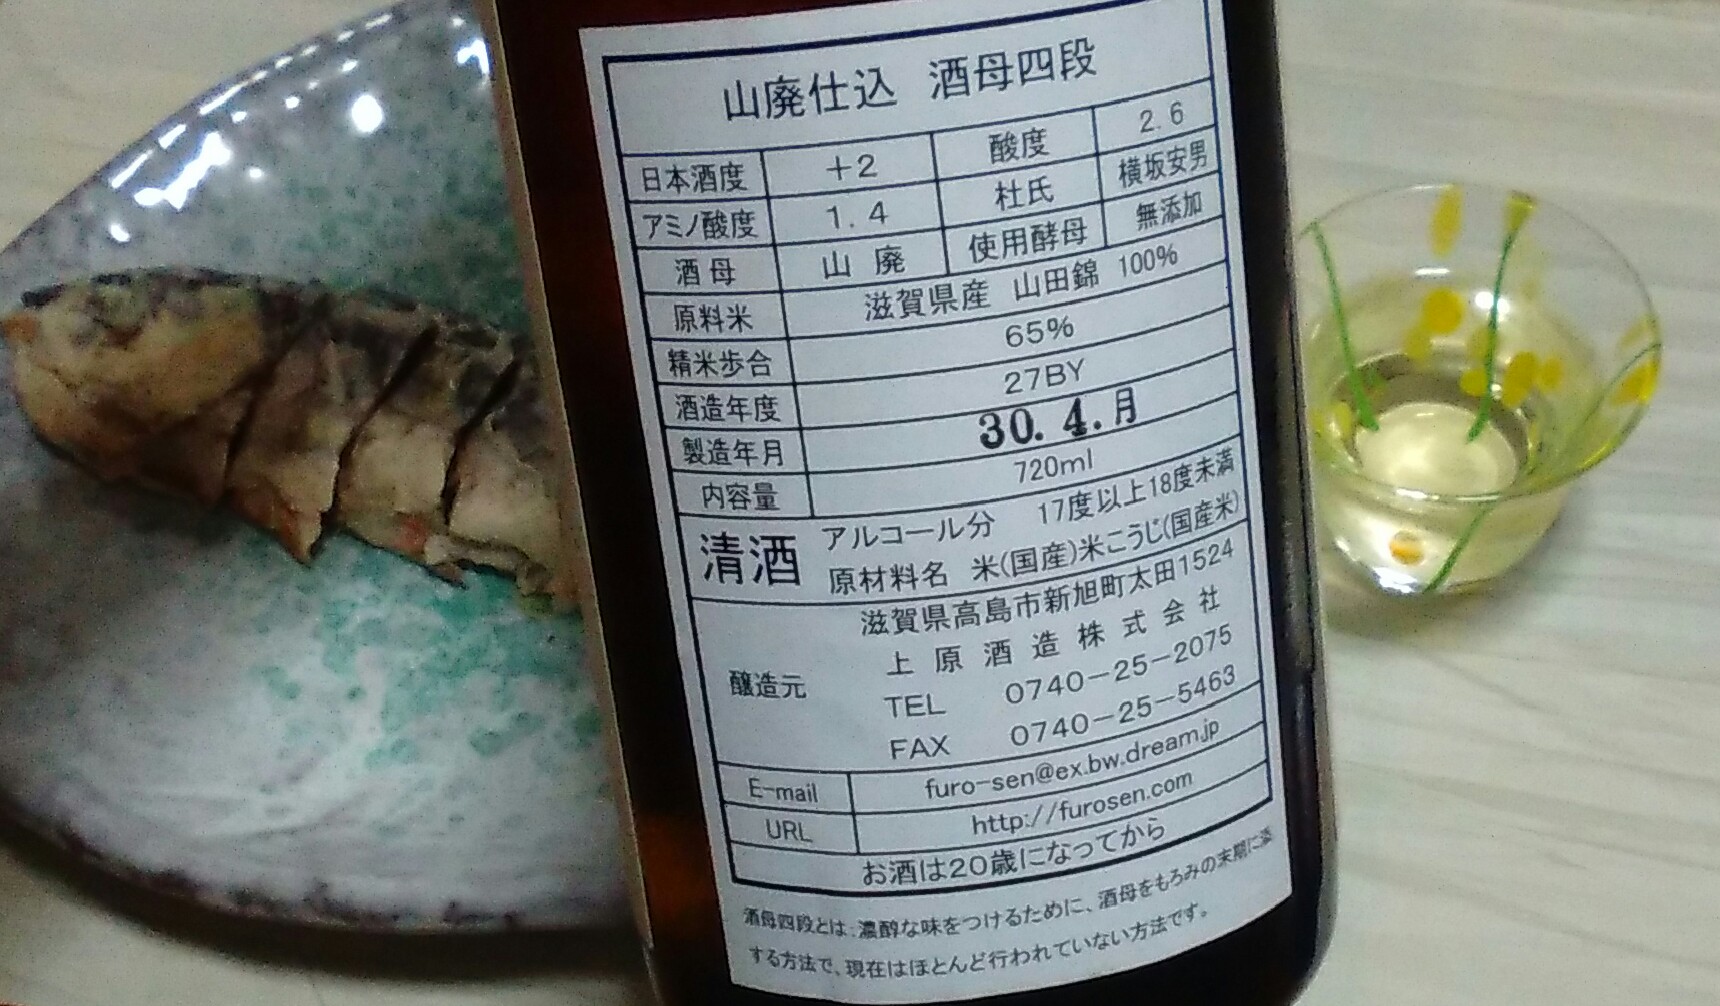 山廃仕込 酒母四段
日本酒度 +2 酸度 2.6
アミノ酸度 1.4 杜氏 横坂安男
酒母 山廃 使用酵母 無添加
原料米 滋賀県産 山田錦 100%
精米歩合 65%
酒造年度 27BY
製造年月 30.4.月
内容量 720ml
清酒 アルコール分 17度以上18度未満
原材料名 米(国産)米こうじ(国産米)
醸造元 滋賀県高島市新旭町太田1524
上原酒造株式会社
TEL 0740-25-2075
FAX 0740-25-5463
E-mail furo-sen@ex.bw.dream.jp
URL http://furosen.com
お酒は20歳になってから
酒母四段とは:濃醇な味をつけるために、酒母をもろみの末期に添
する方法で、現在はほとんど行われていない方法です。